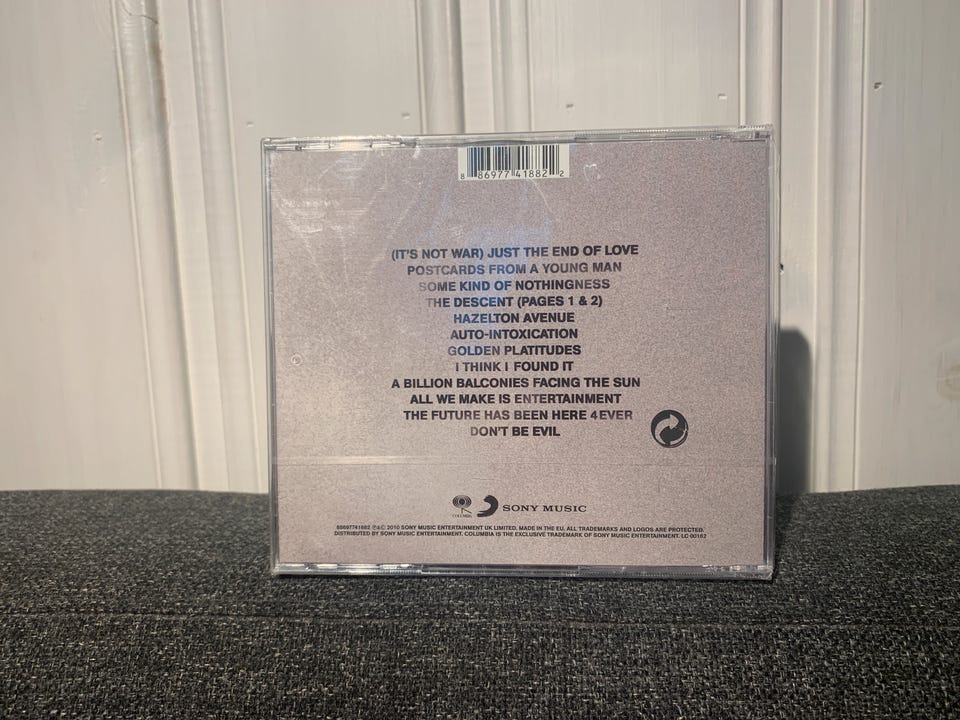 8 86977 41882 2
(IT'S NOT WAR) JUST THE END OF LOVE
POSTCARDS FROM A YOUNG MAN
SOME KIND OF NOTHINGNESS
THE DESCENT (PAGES 1 & 2)
HAZELTON AVENUE
AUTO-INTOXICATION
GOLDEN PLATITUDES
I THINK I FOUND IT
A BILLION BALCONIES FACING THE SUN
ALL WE MAKE IS ENTERTAINMENT
THE FUTURE HAS BEEN HERE 4EVER
DON'T BE EVIL
COLUMBIA
SONY MUSIC
88697741882 ℗&© 2010 SONY MUSIC ENTERTAINMENT UK LIMITED. MADE IN THE EU. ALL TRADEMARKS AND LOGOS ARE PROTECTED.
DISTRIBUTED BY SONY MUSIC ENTERTAINMENT. COLUMBIA IS THE EXCLUSIVE TRADEMARK OF SONY MUSIC ENTERTAINMENT. LC 00162